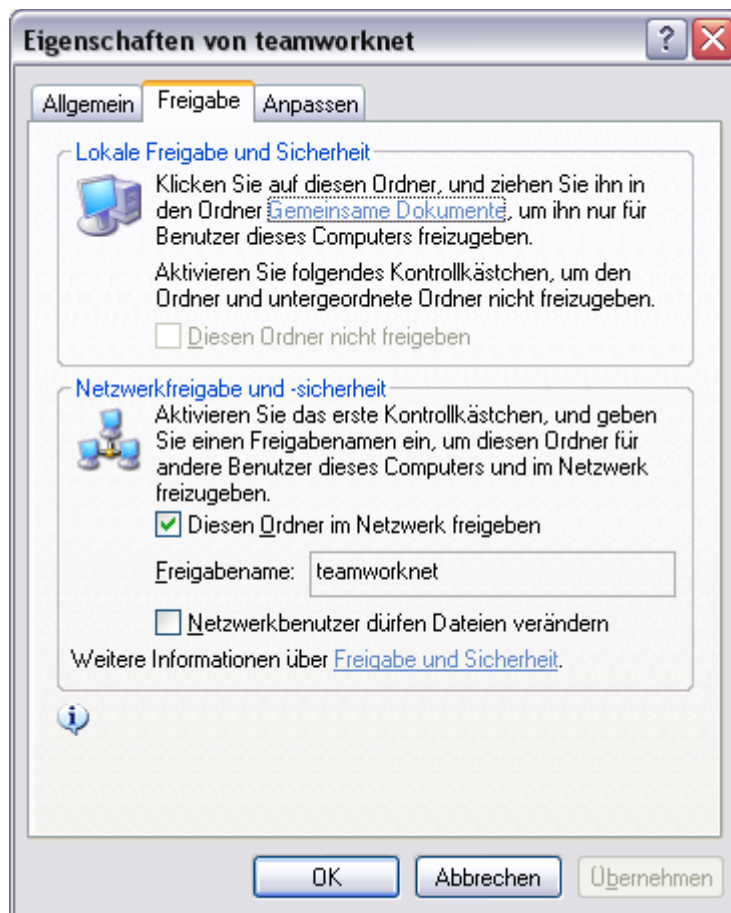 Eigenschaften von teamworknet
Allgemein
Freigabe
Anpassen
Lokale Freigabe und Sicherheit
Klicken Sie auf diesen Ordner, und ziehen Sie ihn in
den Ordner Gemeinsame Dokumente, um ihn nur für
Benutzer dieses Computers freizugeben.
Aktivieren Sie folgendes Kontrollkästchen, um den
Ordner und untergeordnete Ordner nicht freizugeben.
Diesen Ordner nicht freigeben
Netzwerkfreigabe und -sicherheit
Aktivieren Sie das erste Kontrollkästchen, und geben
Sie einen Freigabenamen ein, um diesen Ordner für
andere Benutzer dieses Computers und im Netzwerk
freizugeben.
Diesen Ordner im Netzwerk freigeben
Freigabename: teamworknet
Netzwerkbenutzer dürfen Dateien verändern
Weitere Informationen über Freigabe und Sicherheit.
OK
Abbrechen
Übernehmen